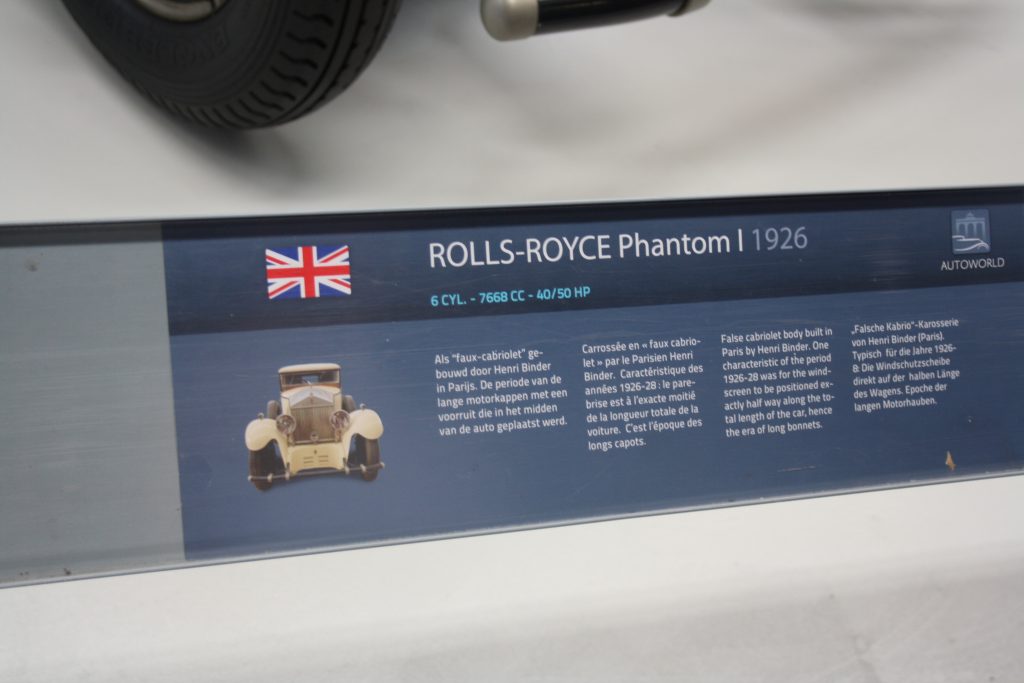 ROLLS-ROYCE Phantom I 1926
AUTOWORLD
6 CYL. - 7668 CC - 40/50 HP
Als "faux-cabriolet" ge-
bouwd door Henri Binder
in Parijs. De periode van de
lange motorkappen met een
voorruit die in het midden
van de auto geplaatst werd.
Carrossée en « faux cabrio-
let » par le Parisien Henri
Binder. Caractéristique des
années 1926-28 : le pare-
brise est à l'exacte moitié
de la longueur totale de la
voiture. C'est l'époque des
longs capots.
False cabriolet body built in
Paris by Henri Binder. One
characteristic of the period
1926-28 was for the wind-
screen to be positioned ex-
actly half way along the to-
tal length of the car, hence
the era of long bonnets.
„Falsche Kabrio"-Karosserie
von Henri Binder (Paris).
Typisch für die Jahre 1926-
8: Die Windschutzscheibe
direkt auf der halben Länge
des Wagens. Epoche der
langen Motorhauben.